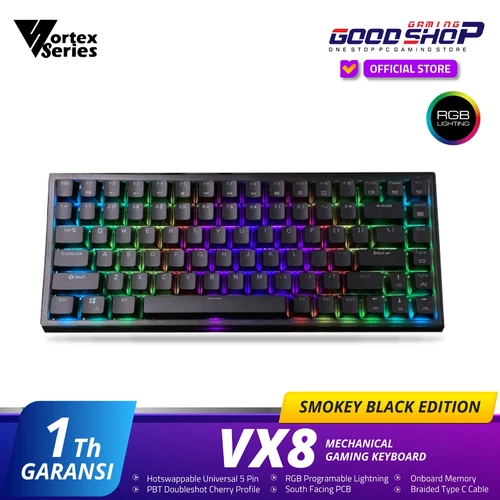 Vortex
Series
GAMING
GOODSHOP
ONE STOP PC GAMING STORE
OFFICIAL STORE
RGB
LIGHTING
SMOKEY BLACK EDITION
1Th
GARANSI
VX8
MECHANICAL
GAMING KEYBOARD
• Hotswappable Universal 5 Pin
• RGB Programable Lightning
• Onboard Memory
• PBT Doubleshot Cherry Profile
• South Facing PCB
• Braided Type C Cable